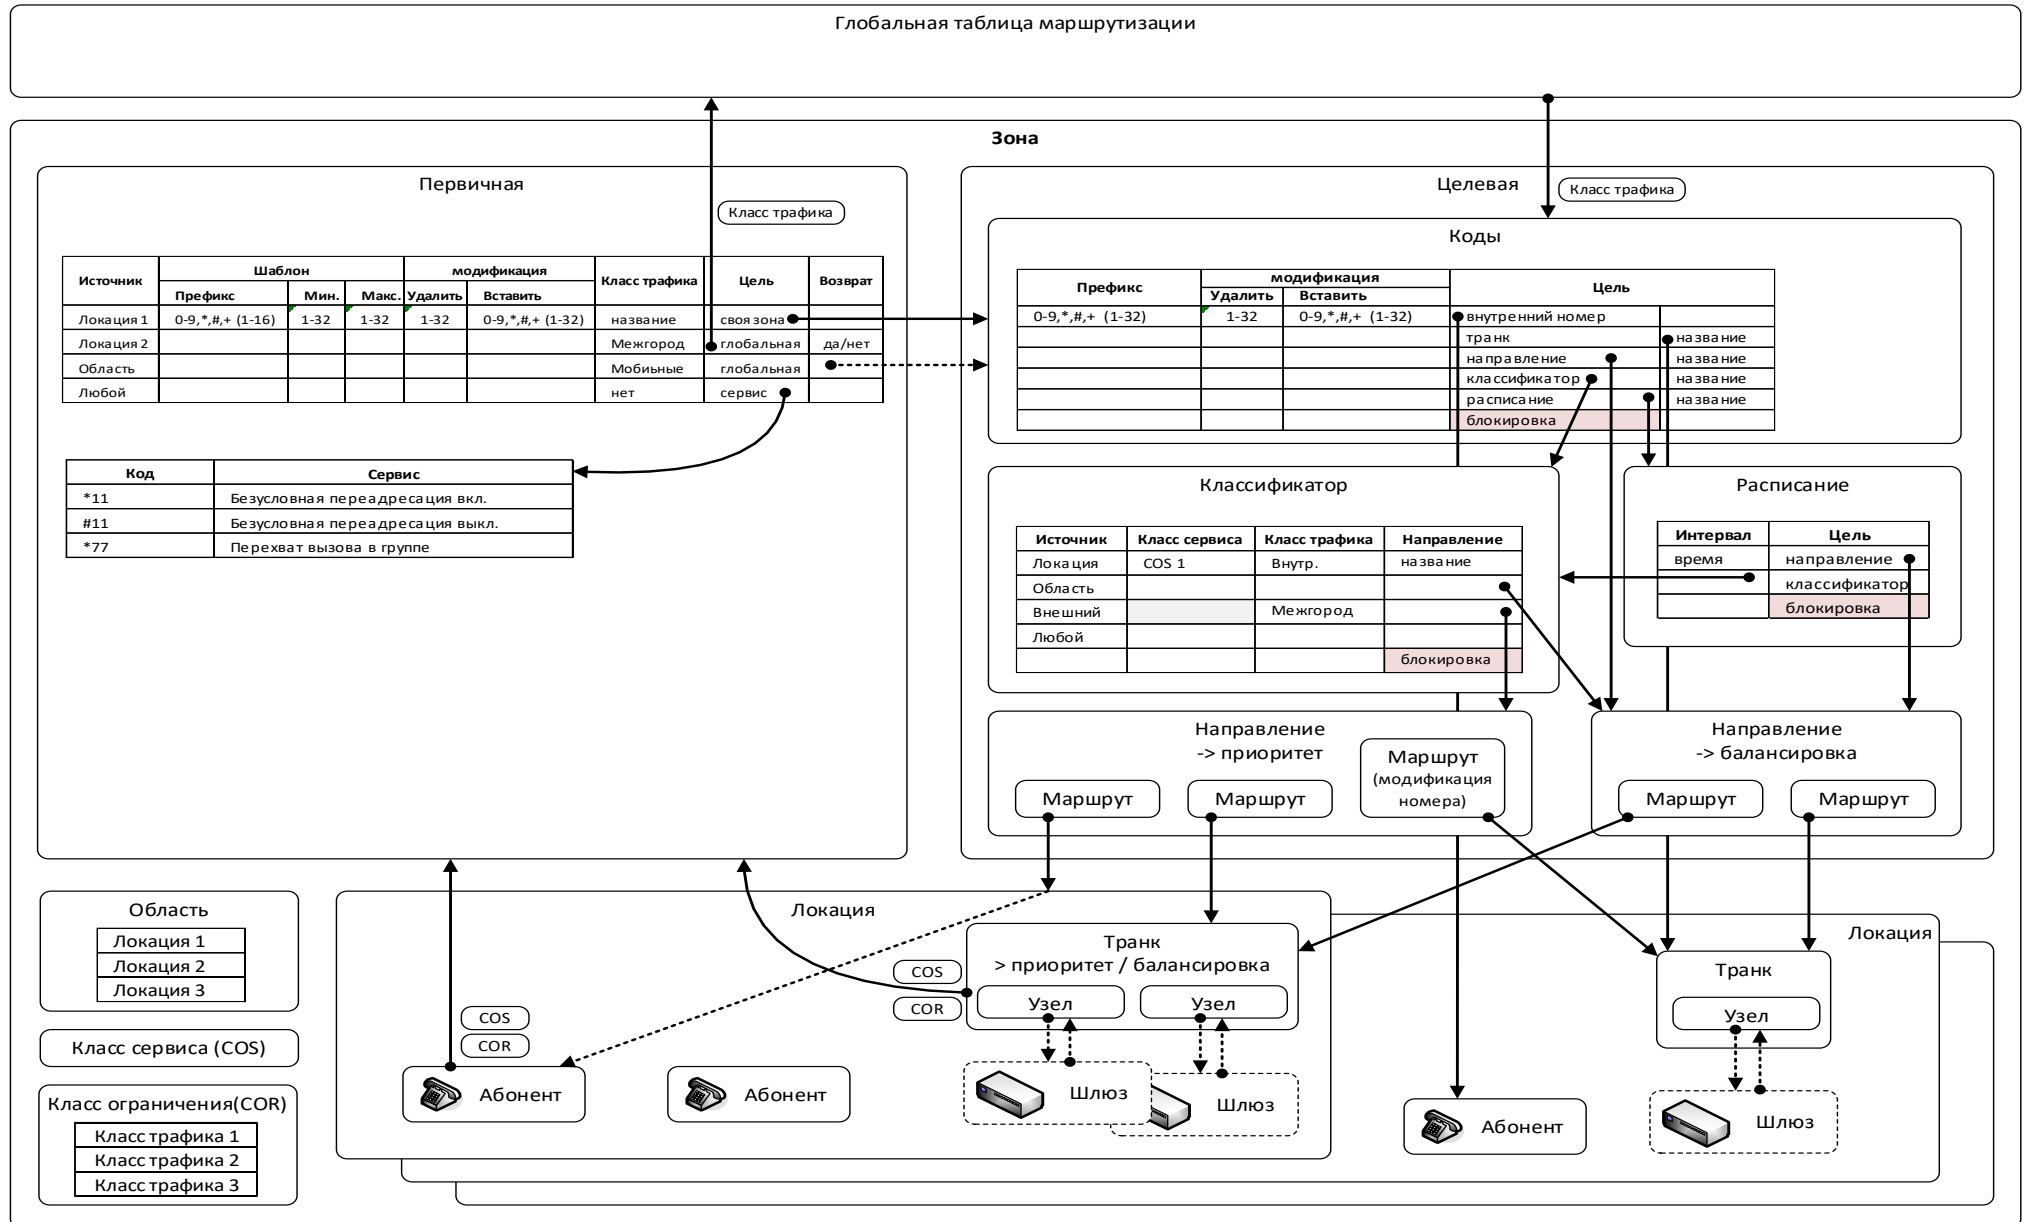 Глобальная таблица маршрутизации
Зона
Первичная
Класс трафика
Источник Шаблон модификация Класс трафика Цель Возврат
Префикс Мин. Макс. Удалить Вставить
Локация 1 0-9,*,#,+ (1-16) 1-32 1-32 1-32 0-9,*,#,+ (1-32) название своя зона
Локация 2 Межгород глобальная да/нет
Область Мобиьные глобальная
Любой нет сервис
Код Сервис
*11 Безусловная переадресация вкл.
#11 Безусловная переадресация выкл.
*77 Перехват вызова в группе
Целевая
Класс трафика
Коды
Префикс модификация Цель
Удалить Вставить
0-9,*,#,+ (1-32) 1-32 0-9,*,#,+ (1-32) внутренний номер
транк название
направление название
классификатор название
расписание название
блокировка
Классификатор
Источник Класс сервиса Класс трафика Направление
Локация COS 1 Внутр. название
Область
Внешний Межгород
Любой
блокировка
Расписание
Интервал Цель
время направление
классификатор
блокировка
Направление
-> приоритет
Маршрут
Маршрут
Маршрут
(модификация
номера)
Направление
-> балансировка
Маршрут
Маршрут
Область
Локация 1
Локация 2
Локация 3
Класс сервиса (COS)
Класс ограничения(COR)
Класс трафика 1
Класс трафика 2
Класс трафика 3
Локация
COS
COR
Абонент
Абонент
COS
COR
Транк
> приоритет / балансировка
Узел
Узел
Шлюз
Шлюз
Локация
Абонент
Транк
Узел
Шлюз